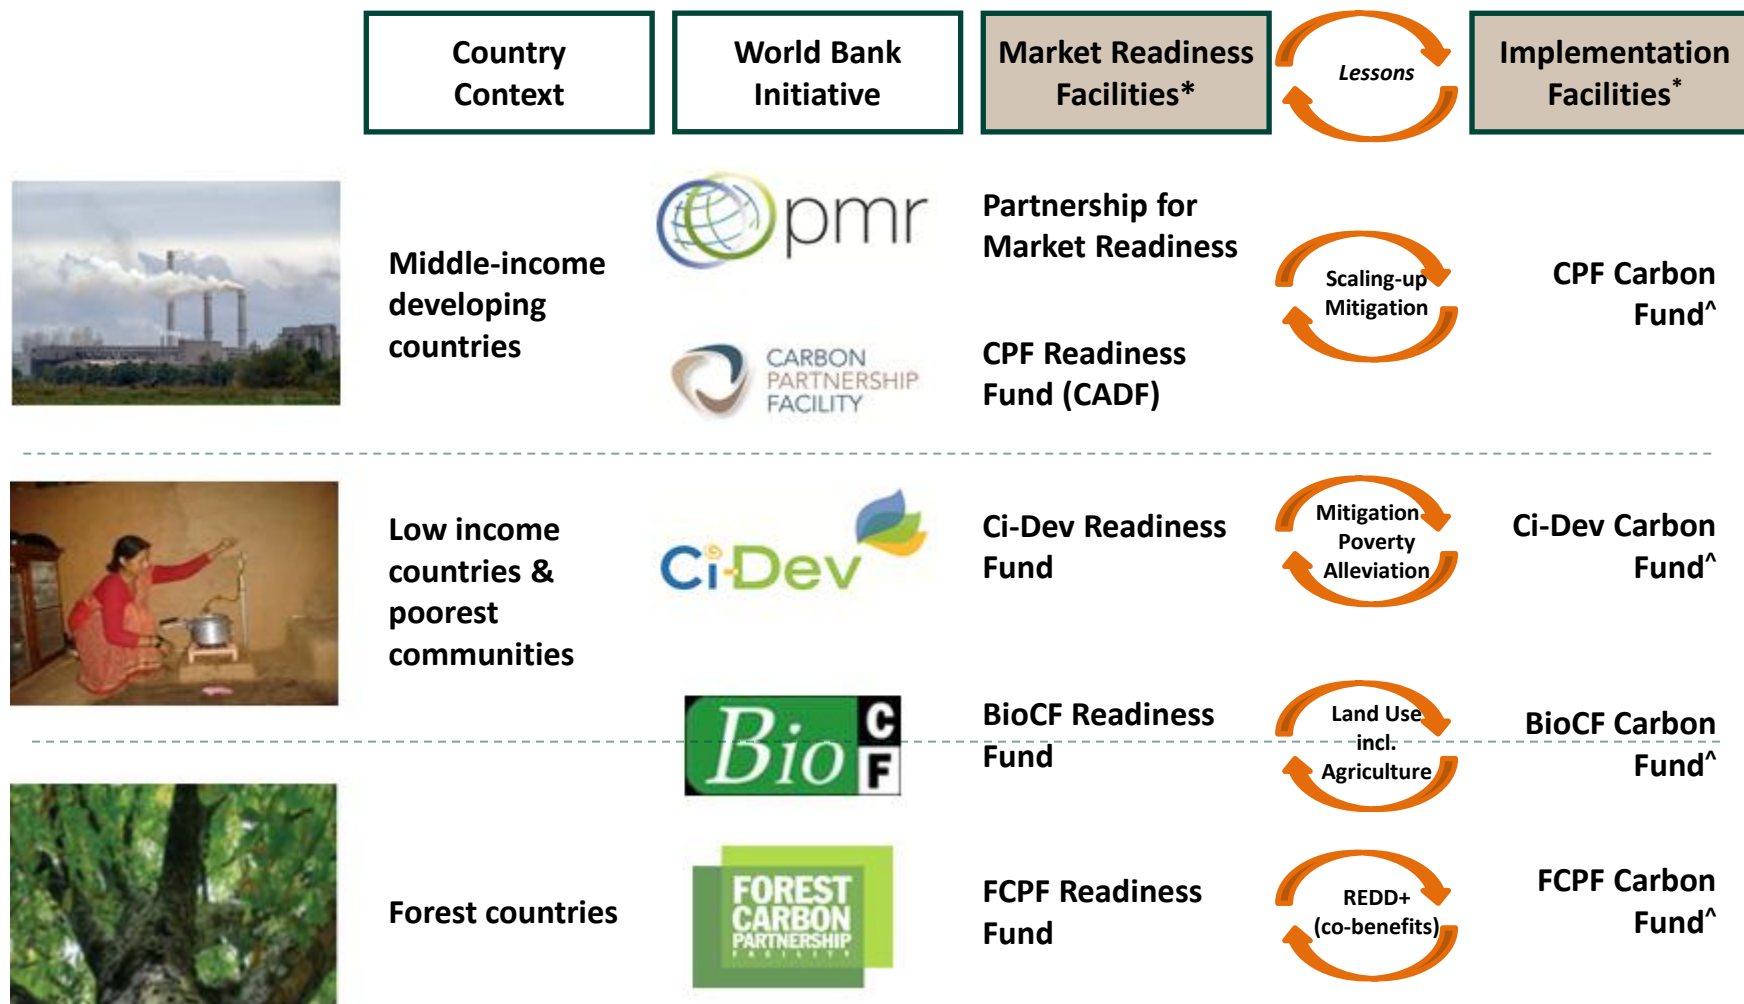 Country
Context
World Bank
Initiative
Market Readiness
Facilities*
Lessons
Implementation
Facilities*
Middle-income
developing
countries
pmr
Partnership for
Market Readiness
Scaling-up
Mitigation
CPF Carbon
Fund^
CARBON
PARTNERSHIP
FACILITY
CPF Readiness
Fund (CADF)
Low income
countries &
poorest
communities
Ci-Dev
Ci-Dev Readiness
Fund
Mitigation
Poverty
Alleviation
Ci-Dev Carbon
Fund^
Bio CF
BioCF Readiness
Fund
Land Use
incl.
Agriculture
BioCF Carbon
Fund^
Forest countries
FOREST
CARBON
PARTNERSHIP
FACILITY
FCPF Readiness
Fund
REDD+
(co-benefits)
FCPF Carbon
Fund^